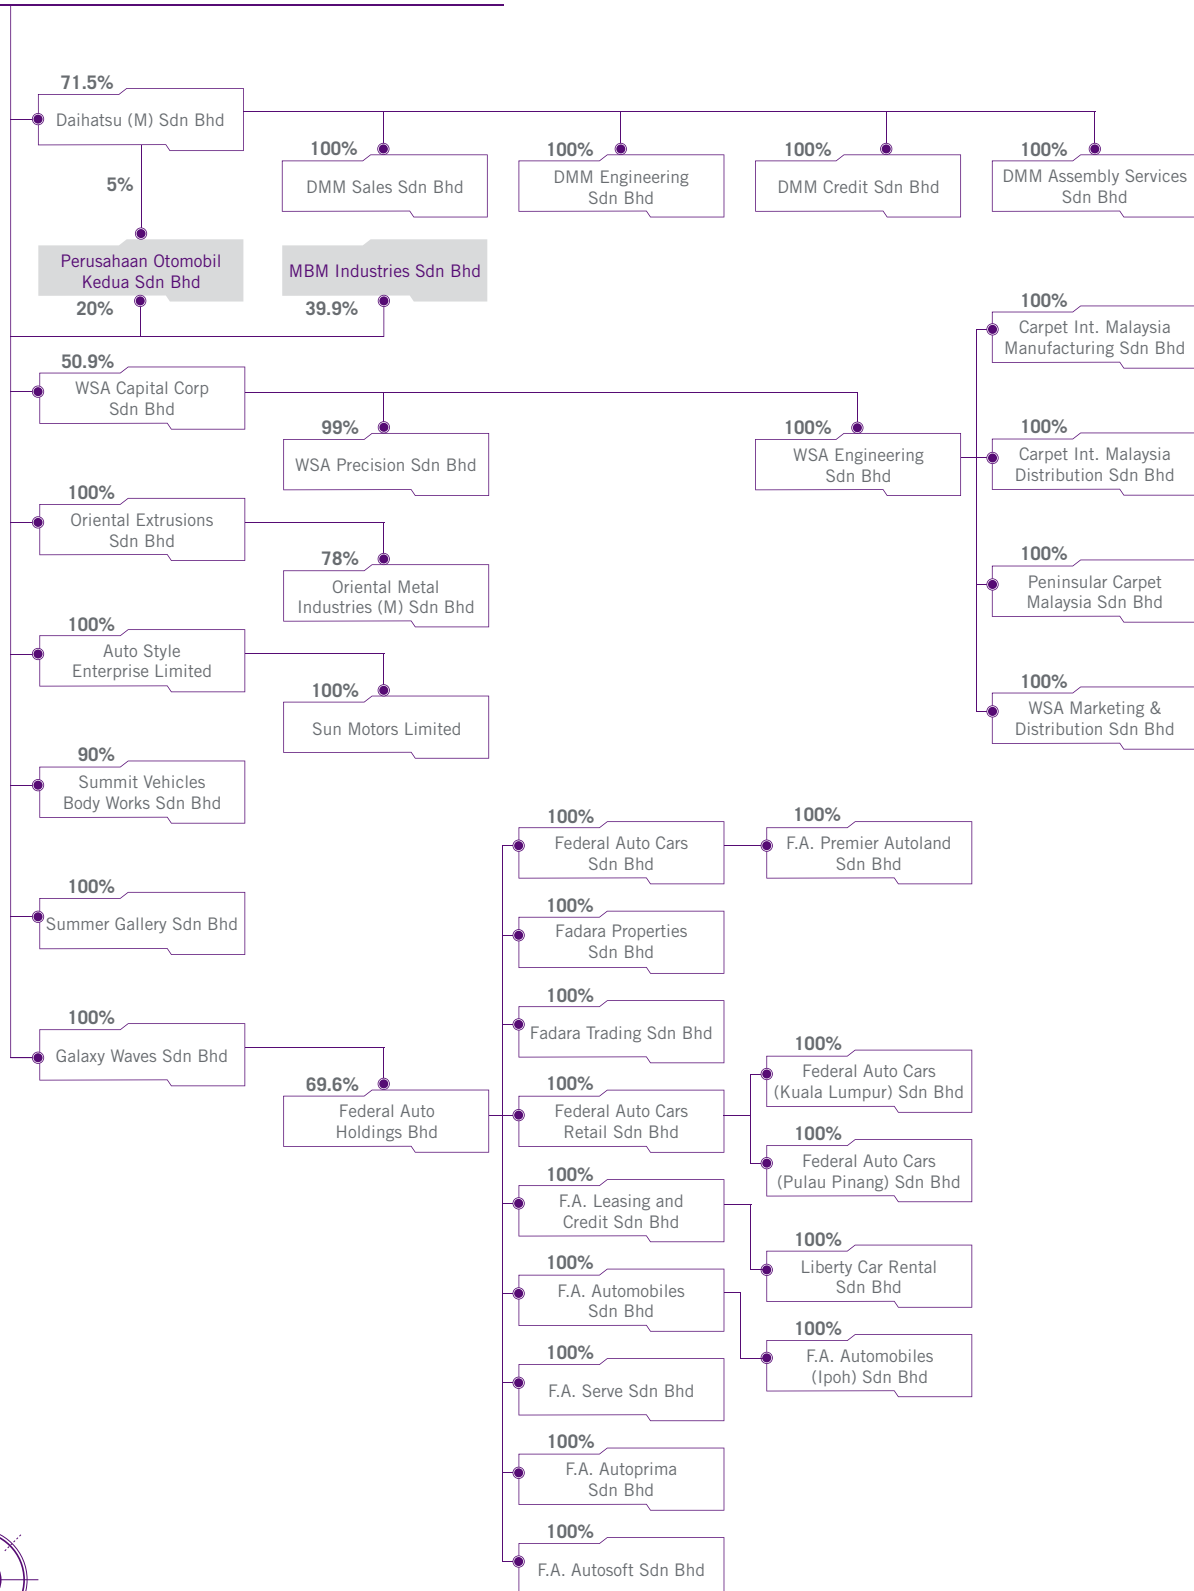 71.5%
Daihatsu (M) Sdn Bhd
100%
DMM Sales Sdn Bhd
100%
DMM Engineering
Sdn Bhd
100%
DMM Credit Sdn Bhd
100%
DMM Assembly Services
Sdn Bhd
5%
Perusahaan Otomobil
Kedua Sdn Bhd
20%
MBM Industries Sdn Bhd
39.9%
50.9%
WSA Capital Corp
Sdn Bhd
99%
WSA Precision Sdn Bhd
100%
WSA Engineering
Sdn Bhd
100%
Carpet Int. Malaysia
Manufacturing Sdn Bhd
100%
Carpet Int. Malaysia
Distribution Sdn Bhd
100%
Peninsular Carpet
Malaysia Sdn Bhd
100%
WSA Marketing &
Distribution Sdn Bhd
100%
Oriental Extrusions
Sdn Bhd
78%
Oriental Metal
Industries (M) Sdn Bhd
100%
Auto Style
Enterprise Limited
100%
Sun Motors Limited
90%
Summit Vehicles
Body Works Sdn Bhd
100%
Summer Gallery Sdn Bhd
100%
Galaxy Waves Sdn Bhd
69.6%
Federal Auto
Holdings Bhd
100%
Federal Auto Cars
Sdn Bhd
100%
F.A. Premier Autoland
Sdn Bhd
100%
Fadara Properties
Sdn Bhd
100%
Fadara Trading Sdn Bhd
100%
Federal Auto Cars
Retail Sdn Bhd
100%
Federal Auto Cars
(Kuala Lumpur) Sdn Bhd
100%
Federal Auto Cars
(Pulau Pinang) Sdn Bhd
100%
F.A. Leasing and
Credit Sdn Bhd
100%
Liberty Car Rental
Sdn Bhd
100%
F.A. Automobiles
Sdn Bhd
100%
F.A. Automobiles
(Ipoh) Sdn Bhd
100%
F.A. Serve Sdn Bhd
100%
F.A. Autoprima
Sdn Bhd
100%
F.A. Autosoft Sdn Bhd